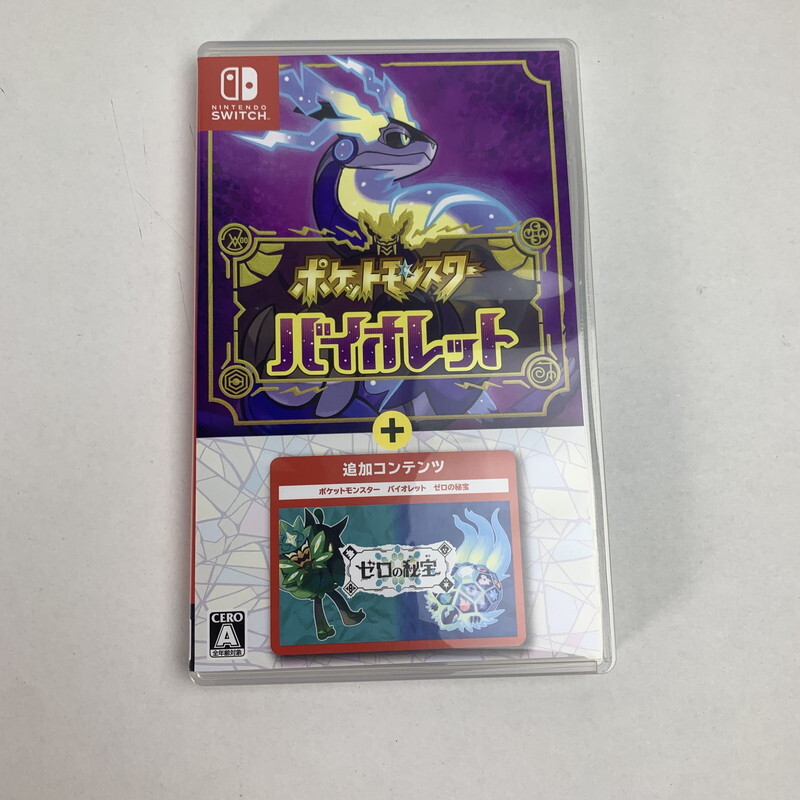 NINTENDO
SWITCH
ポケットモンスター
バイオレット
+
追加コンテンツ
ポケットモンスター バイオレット ゼロの秘宝
ゼロの秘宝
CERO
A
全年齢対象